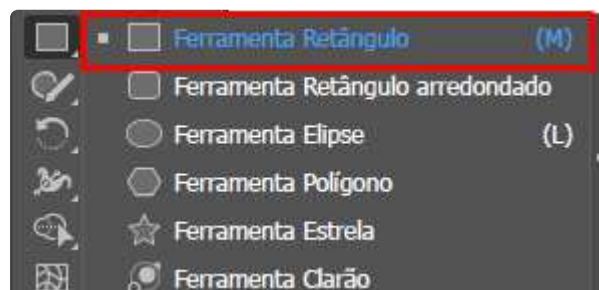 Ferramenta Retângulo (M)
Ferramenta Retângulo arredondado
Ferramenta Elipse (L)
Ferramenta Polígono
Ferramenta Estrela
Ferramenta Clarão